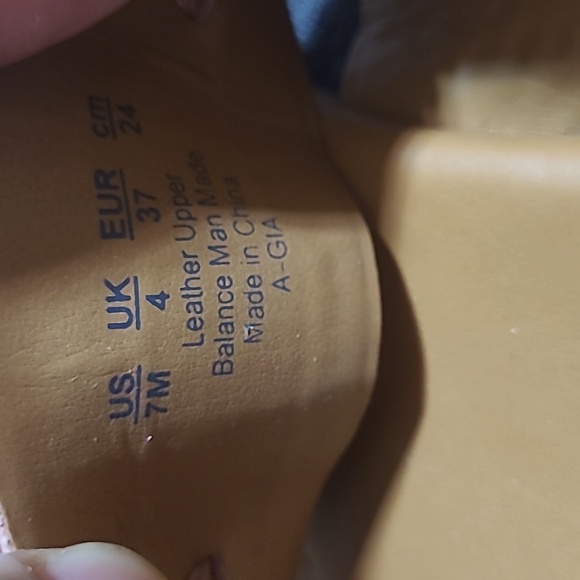 US UK EUR cm
7M 4 37 24
Leather Upper
Balance Man Made
Made in China
A-GIA